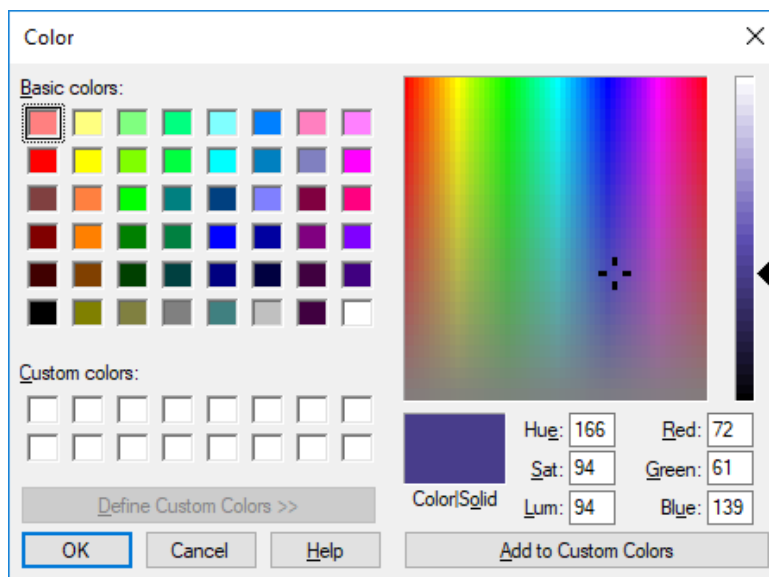 Color
Basic colors:
Custom colors:
Define Custom Colors >>
OK
Cancel
Help
Color|Solid
Hue: 166
Sat: 94
Lum: 94
Red: 72
Green: 61
Blue: 139
Add to Custom Colors